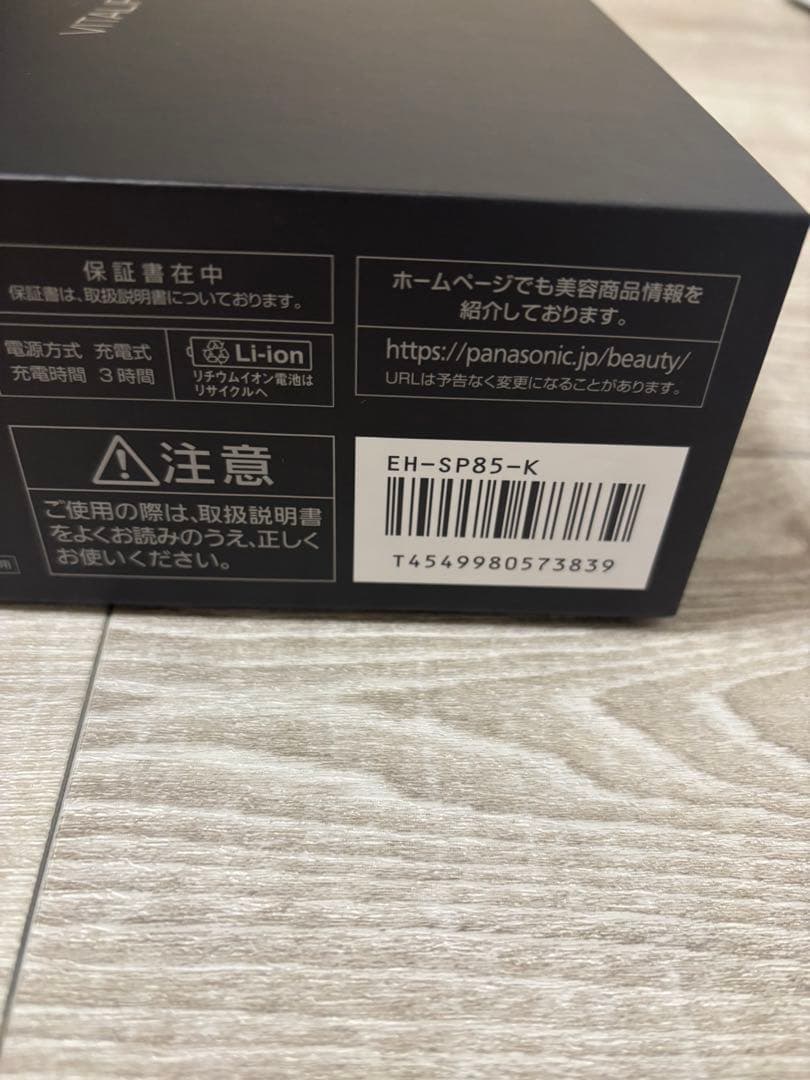 VITALIF
保証書在中
保証書は、取扱説明書についております。
電源方式 充電式
充電時間 3時間
Li-ion
リチウムイオン電池は
リサイクルへ
ホームページでも美容商品情報を
紹介しております。
https://panasonic.jp/beauty/
URLは予告なく変更になることがあります。
注意
ご使用の際は、取扱説明書
をよくお読みのうえ、正しく
お使いください。
用
EH-SP85-K
T4549980573839